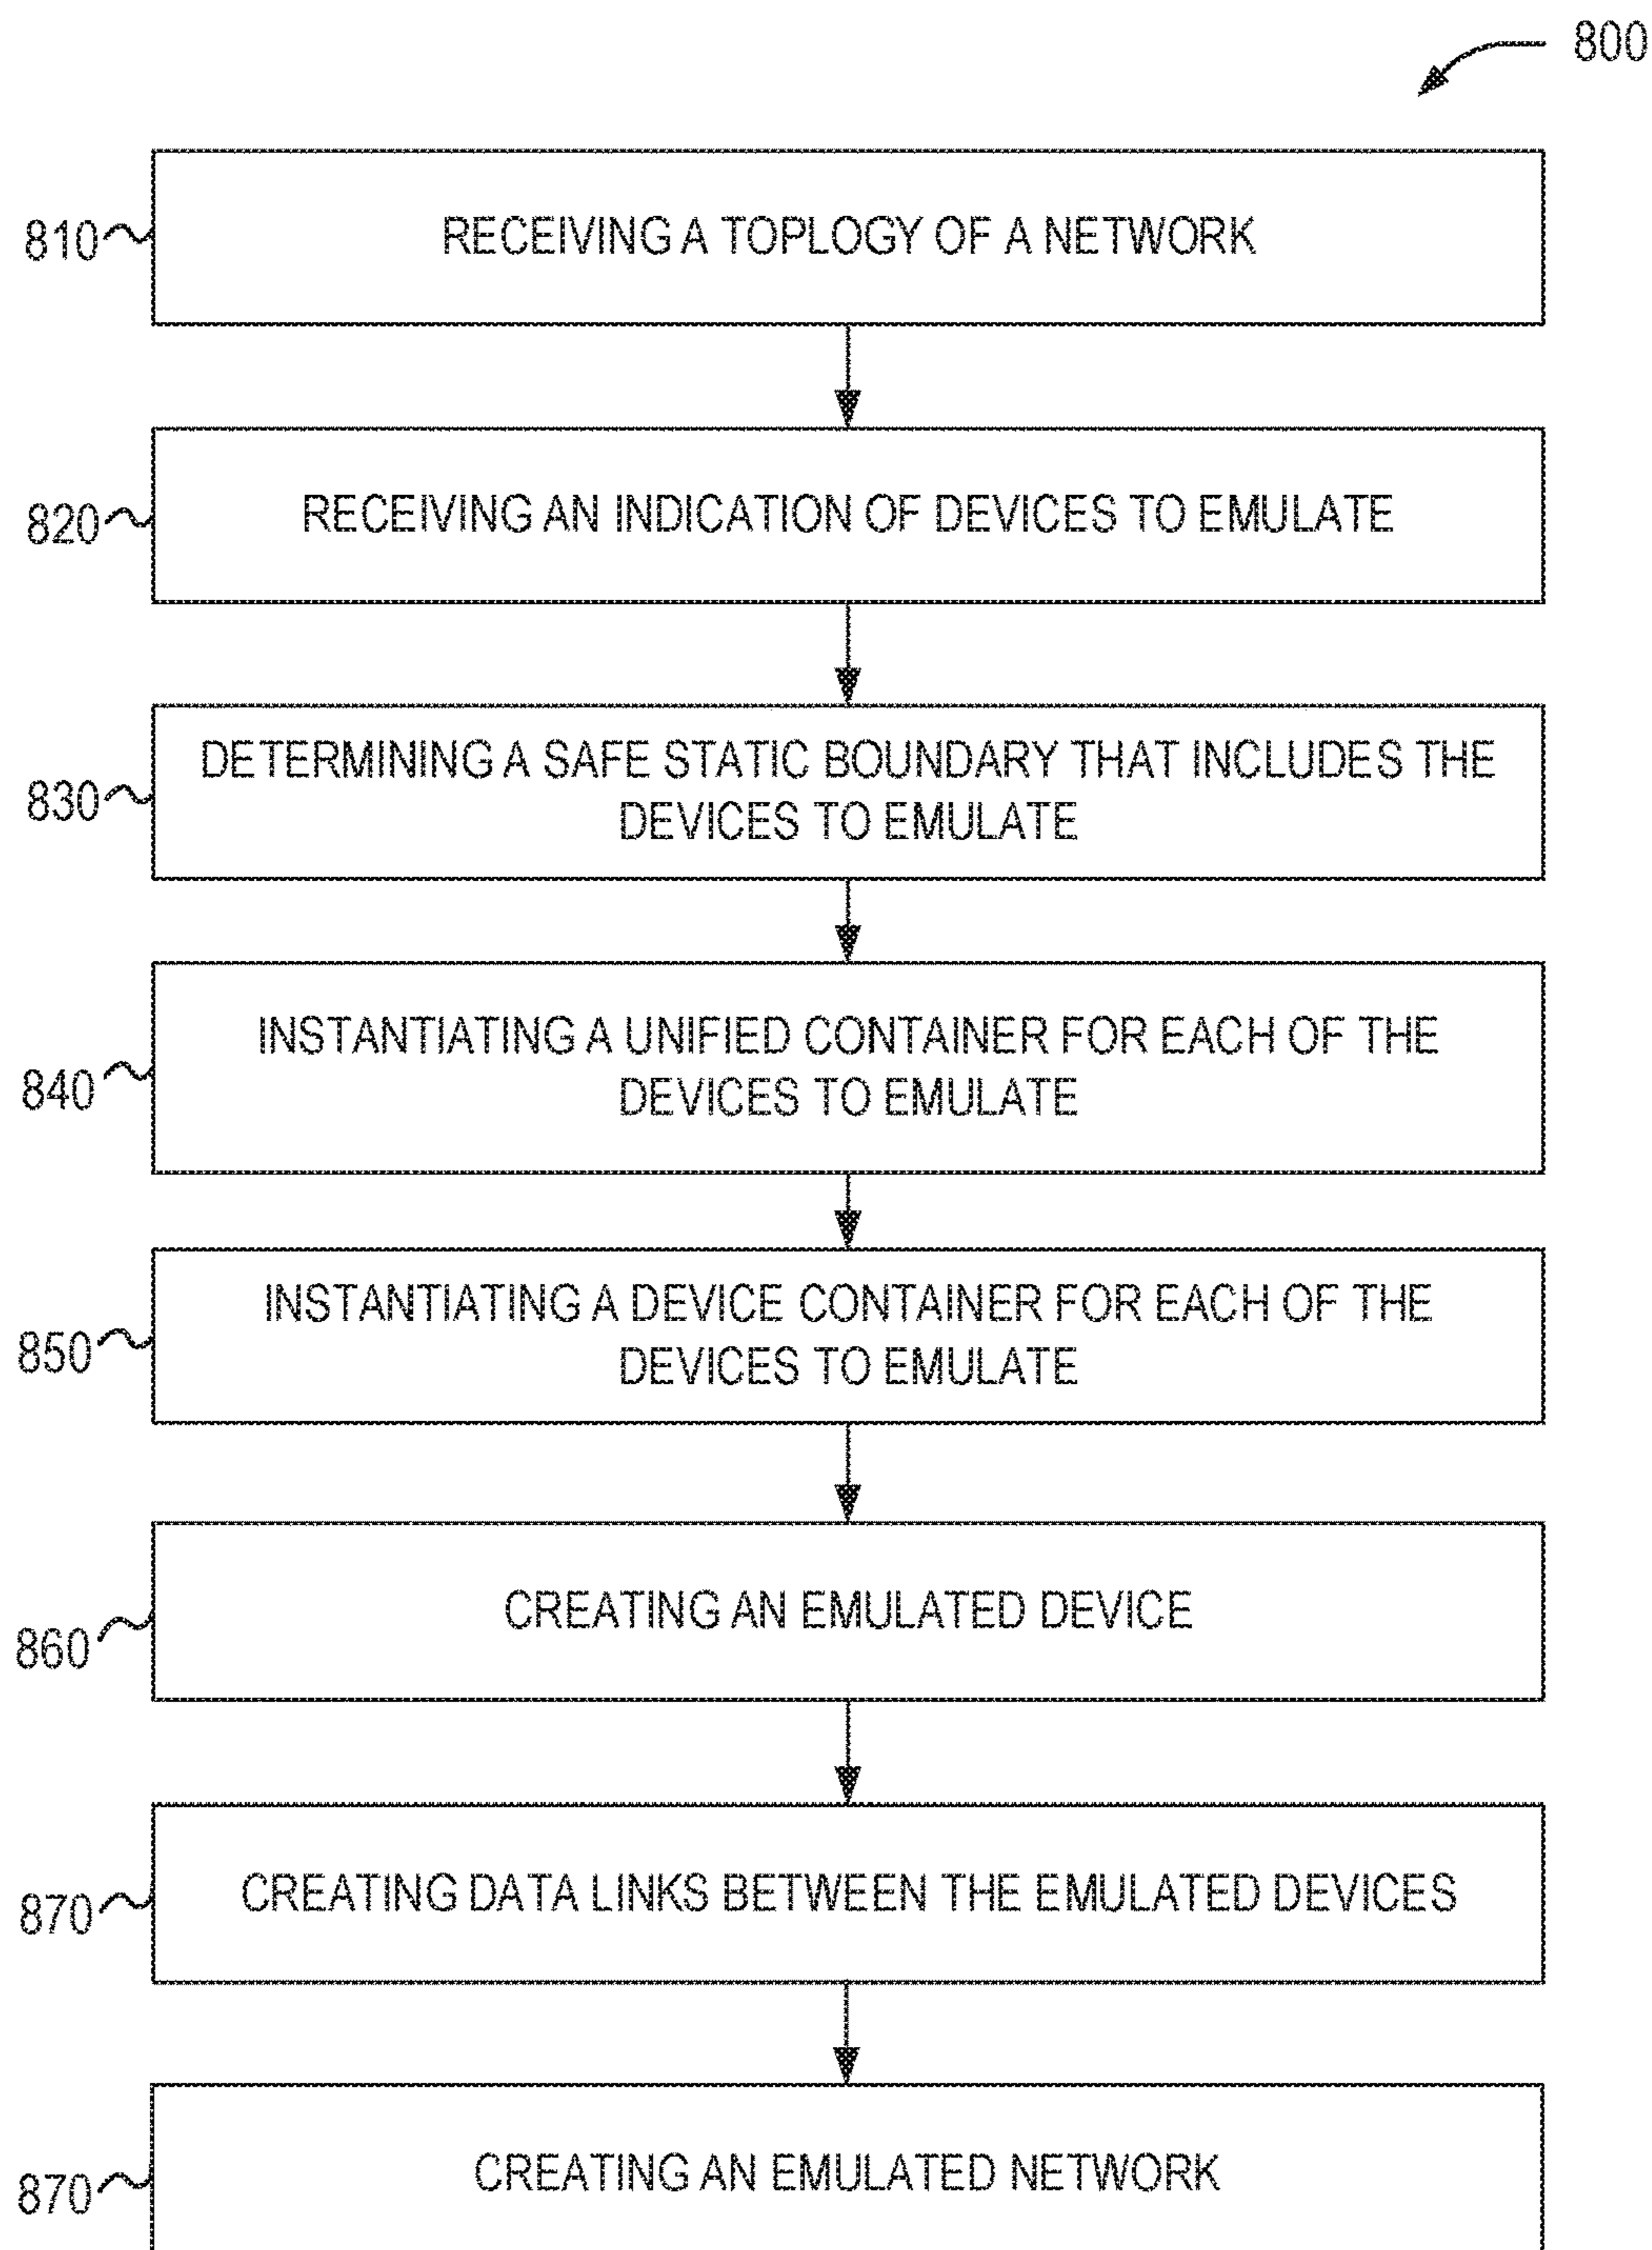 800
810
RECEIVING A TOPLOGY OF A NETWORK
820
RECEIVING AN INDICATION OF DEVICES TO EMULATE
830
DETERMINING A SAFE STATIC BOUNDARY THAT INCLUDES THE
DEVICES TO EMULATE
840
INSTANTIATING A UNIFIED CONTAINER FOR EACH OF THE
DEVICES TO EMULATE
850
INSTANTIATING A DEVICE CONTAINER FOR EACH OF THE
DEVICES TO EMULATE
860
CREATING AN EMULATED DEVICE
870
CREATING DATA LINKS BETWEEN THE EMULATED DEVICES
870
CREATING AN EMULATED NETWORK